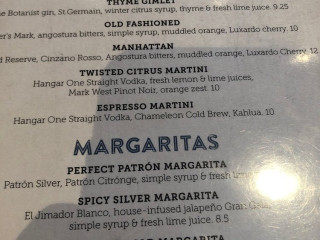 THYME GIMLET
Botanist gin, St Germain, winter citrus syrup, thyme & fresh lime juice. 9.25
OLD FASHIONED
Mark, angostura bitters, simple syrup, muddled orange, Luxardo cherry. 10
MANHATTAN
Reserve, Cinzano Rosso, Angostura bitters, muddled orange, Luxardo Cherry. 12
TWISTED CITRUS MARTINI
Hangar One Straight Vodka, fresh lemon & lime juices,
Mark West Pinot Noir, orange zest. 10
ESPRESSO MARTINI
Hangar One Straight Vodka, Chameleon Cold Brew, Kahlua. 10
MARGARITAS
PERFECT PATRÓN MARGARITA
Patrón Silver, Patrón Citrónge, simple syrup & fresh
SPICY SILVER MARGARITA
El Jimador Blanco, house-infused jalapeño
simple syrup & fresh lime juice. 8.5
MARGARITA